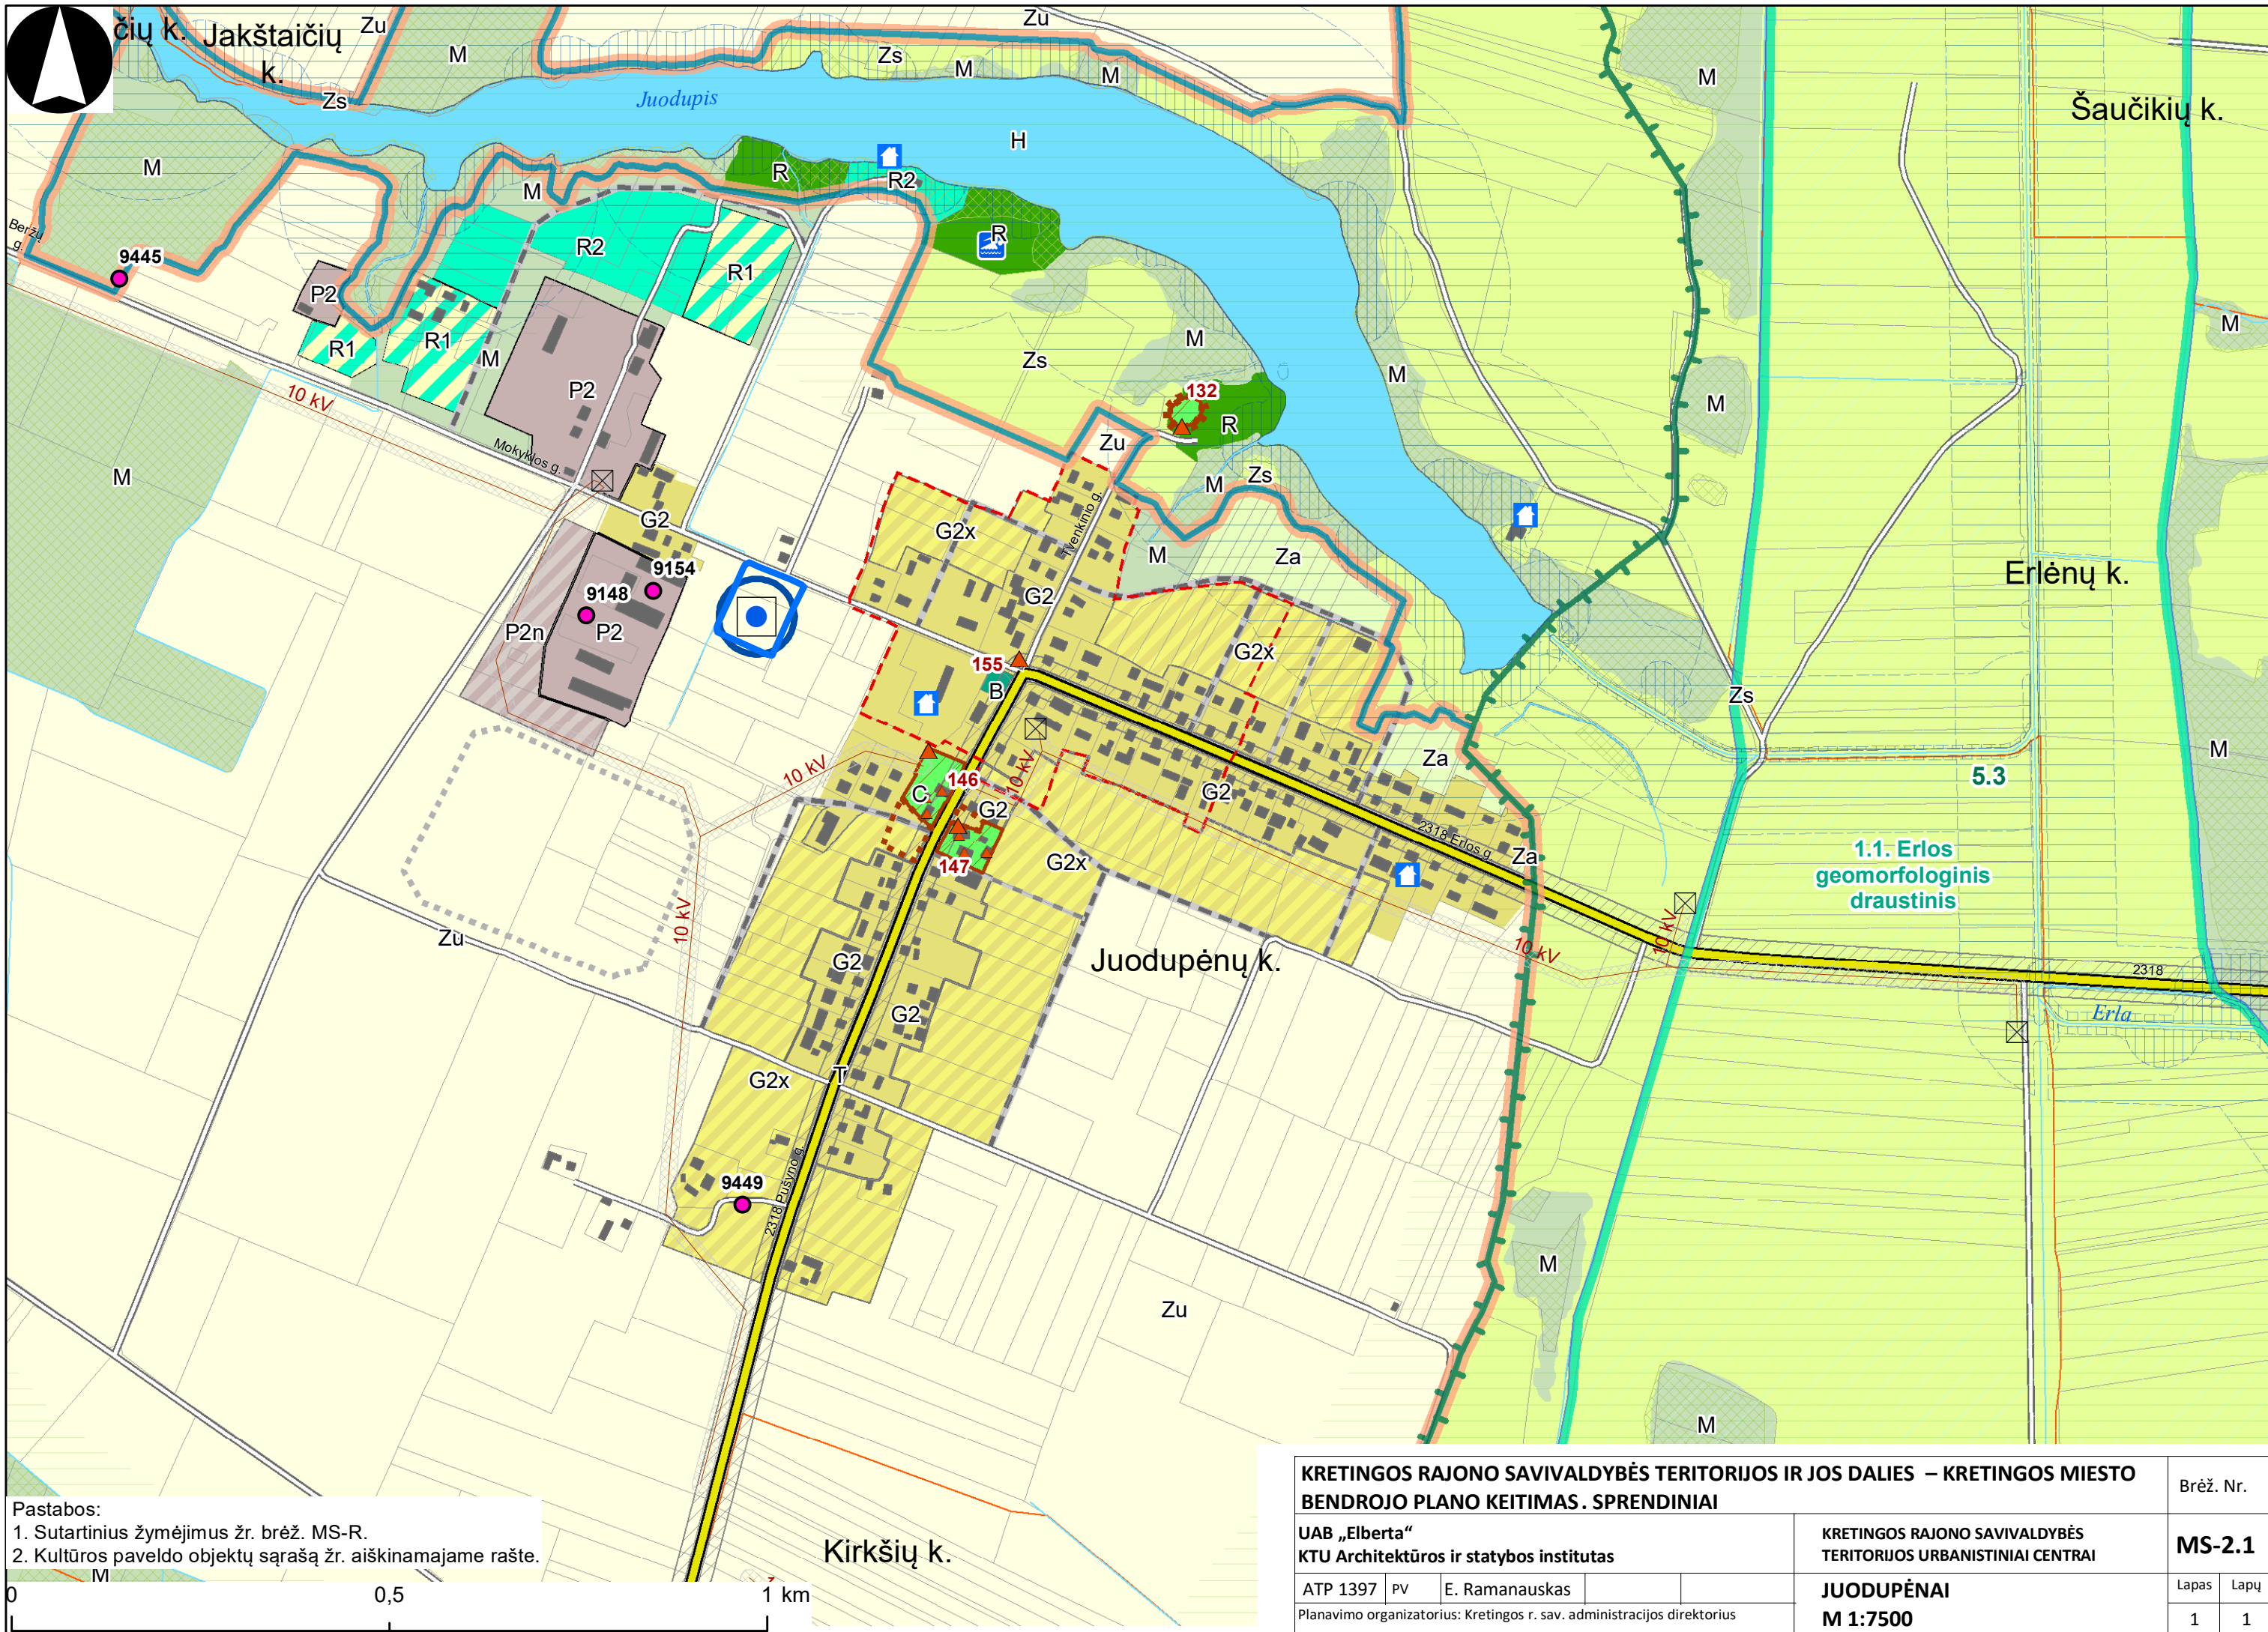 čių k.
Jakštaičių
k.
Zu
M
Zs
Zu
Zs
M
M
M
Juodupis
H
Šaučikių k.
M
M
R
R2
Beržų
g.
9445
R2
R1
R
P2
R1
R1
M
P2
M
Zs
M
M
M
10 kV
132
R
Zu
Mokyklos g.
M
M
Zs
G2
G2x
Tvenkinio g.
M
Za
9154
9148
P2
P2n
G2
G2x
Erlėnų k.
155
B
Zs
M
10 kV
146
10 kV
C
G2
G2
Za
5.3
147
G2x
2318 Erlos g.
Za
1.1. Erlos
geomorfologinis
draustinis
10 kV
Zu
G2
Juodupėnų k.
10 kV
10 kV
2318
G2
Erla
G2x
T
9449
2318 Pušyno g.
M
Zu
M
Kirkšių k.
Pastabos:
1. Sutartinius žymėjimus žr. brėž. MS-R.
2. Kultūros paveldo objektų sąrašą žr. aiškinamajame rašte.
M
0 0,5 1 km
KRETINGOS RAJONO SAVIVALDYBĖS TERITORIJOS IR JOS DALIES – KRETINGOS MIESTO
BENDROJO PLANO KEITIMAS. SPRENDINIAI
Brėž. Nr.
UAB „Elberta“
KTU Architektūros ir statybos institutas
KRETINGOS RAJONO SAVIVALDYBĖS
TERITORIJOS URBANISTINIAI CENTRAI
MS-2.1
ATP 1397 PV E. Ramanauskas
JUODUPĖNAI
M 1:7500
Lapas Lapų
1 1
Planavimo organizatorius: Kretingos r. sav. administracijos direktorius